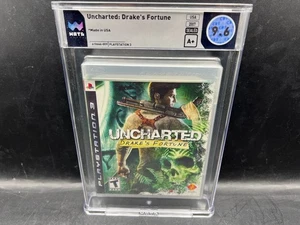 Uncharted: Drake's Fortune
USA
2007
SEALED
9.6
WATA
*Made in USA
A+
PLAYSTATION 3
UNCHARTED
DRAKE'S FORTUNE
T